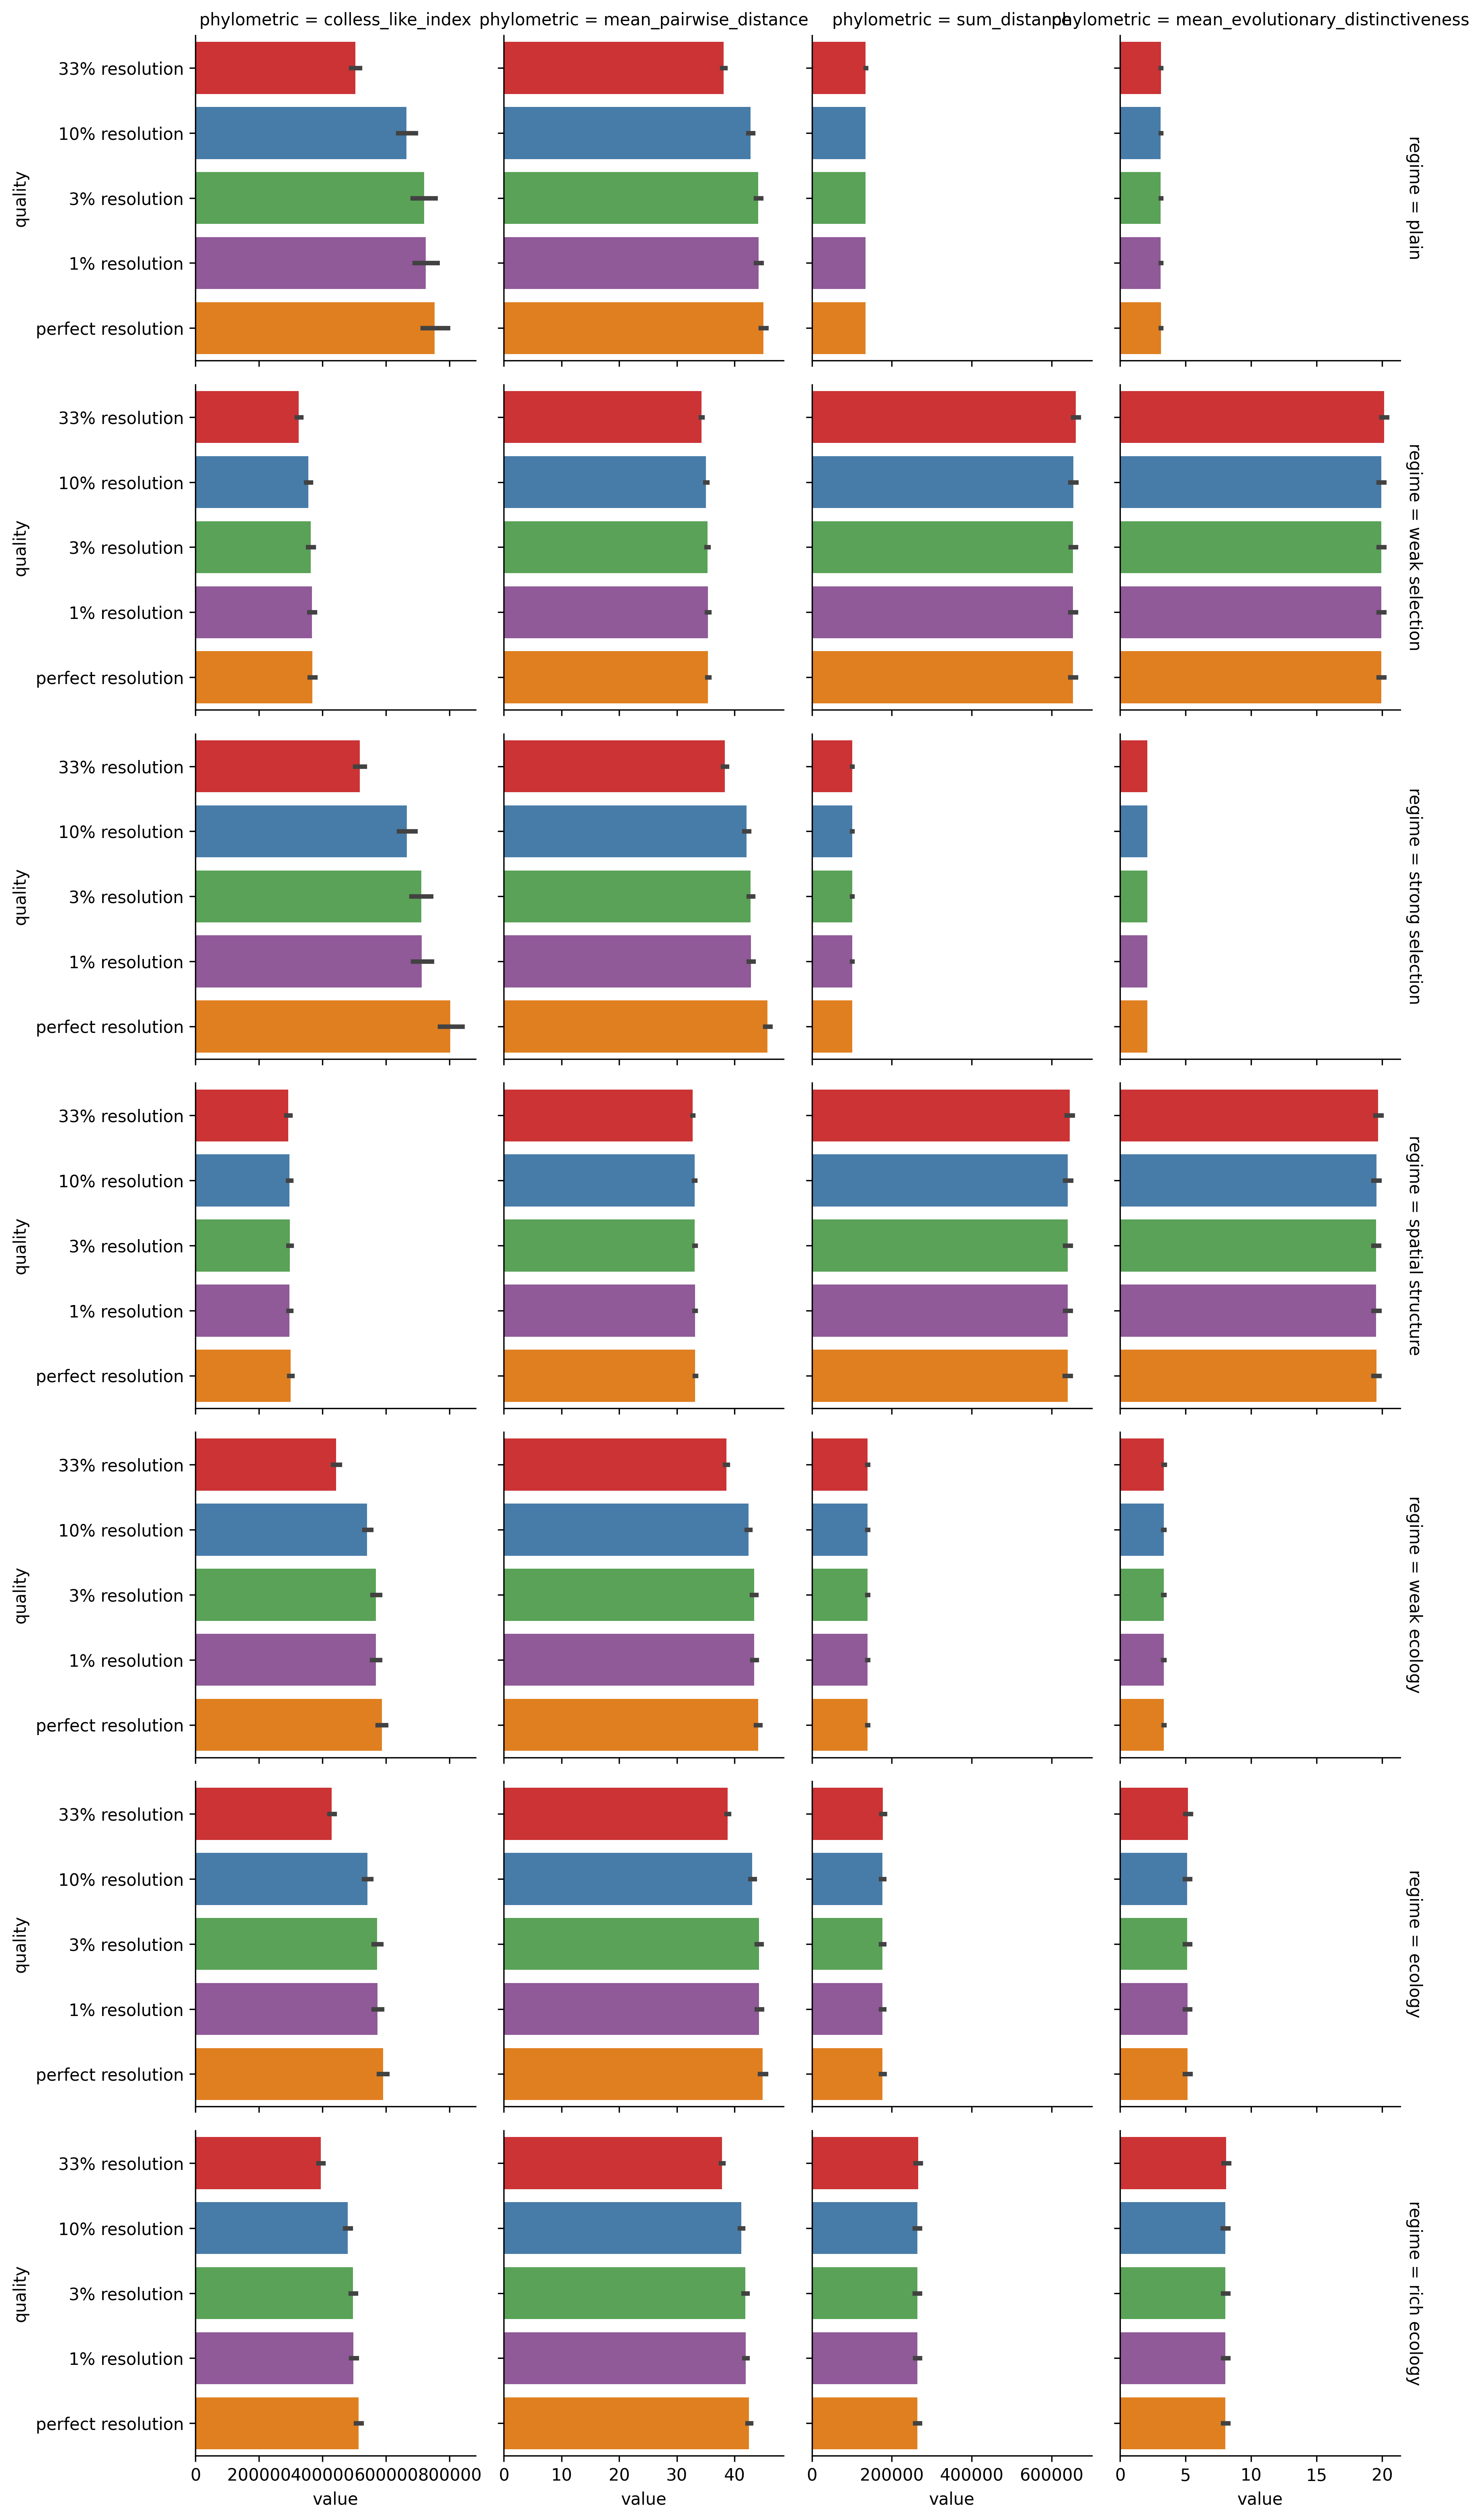 phylometric = colless_like_index
phylometric = mean_pairwise_distance
phylometric = sum_distance
phylometric = mean_evolutionary_distinctiveness
quality
33% resolution
10% resolution
3% resolution
1% resolution
perfect resolution
regime = plain
quality
33% resolution
10% resolution
3% resolution
1% resolution
perfect resolution
regime = weak selection
quality
33% resolution
10% resolution
3% resolution
1% resolution
perfect resolution
regime = strong selection
quality
33% resolution
10% resolution
3% resolution
1% resolution
perfect resolution
regime = spatial structure
quality
33% resolution
10% resolution
3% resolution
1% resolution
perfect resolution
regime = weak ecology
quality
33% resolution
10% resolution
3% resolution
1% resolution
perfect resolution
regime = ecology
quality
33% resolution
10% resolution
3% resolution
1% resolution
perfect resolution
regime = rich ecology
0 200000 400000 600000 800000
0 10 20 30 40
0 200000 400000 600000
0 5 10 15 20
value
value
value
value